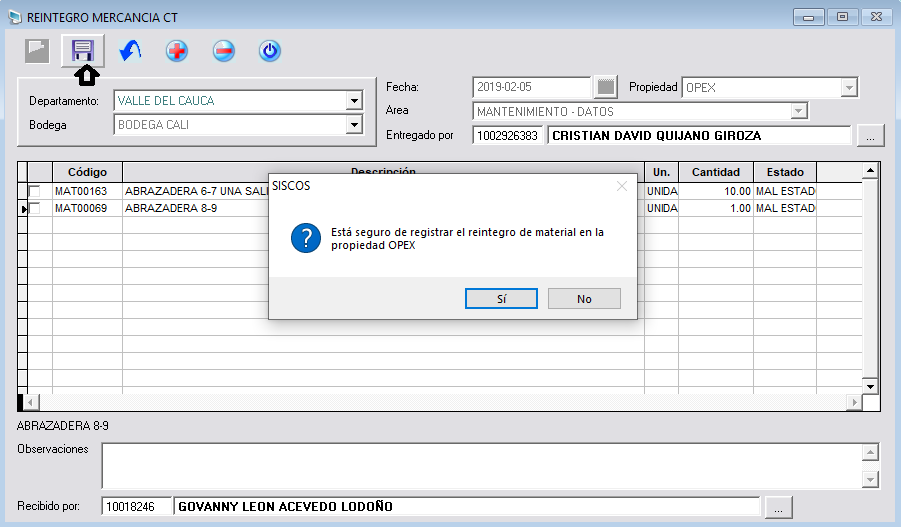 REINTEGRO MERCANCIA CT
Departamento: VALLE DEL CAUCA
Bodega BODEGA CALI
Fecha: 2019-02-05 Propiedad OPEX
Area MANTENIMIENTO - DATOS
Entregado por 1002926383 CRISTIAN DAVID QUIJANO GIROZA ...
Código Descripción Un. Cantidad Estado
MAT00163 ABRAZADERA 6-7 UNA SALI UNIDA 10.00 MAL ESTAD
MAT00069 ABRAZADERA 8-9 UNIDA 1.00 MAL ESTAD
SISCOS
?
Está seguro de registrar el reintegro de material en la
propiedad OPEX
Sí No
ABRAZADERA 8-9
Observaciones
Recibido por: 10018246 GOVANNY LEON ACEVEDO LODOÑO ...